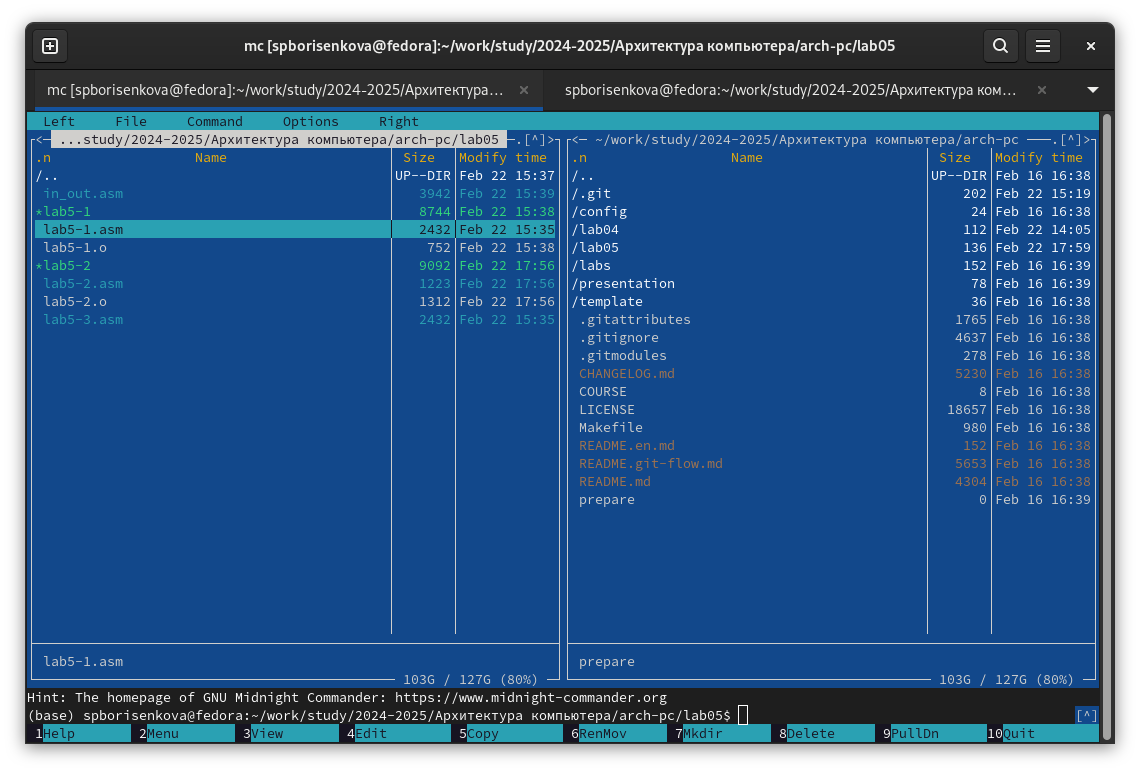 mc [spborisenkova@fedora]:~/work/study/2024-2025/Архитектура компьютера/arch-pc/lab05
mc [spborisenkova@fedora]:~/work/study/2024-2025/Архитектура… × spborisenkova@fedora:~/work/study/2024-2025/Архитектура ком… ×
Left File Command Options Right
<─ ...study/2024-2025/Архитектура компьютера/arch-pc/lab05 ─.[^]> <─ ~/work/study/2024-2025/Архитектура компьютера/arch-pc ──.[^]>
.n Name Size Modify time .n Name Size Modify time
/.. UP--DIR Feb 22 15:37 /.. UP--DIR Feb 16 16:38
in_out.asm 3942 Feb 22 15:39 /.git 202 Feb 22 15:19
*lab5-1 8744 Feb 22 15:38 /config 24 Feb 16 16:38
lab5-1.asm 2432 Feb 22 15:35 /lab04 112 Feb 22 14:05
lab5-1.o 752 Feb 22 15:38 /lab05 136 Feb 22 17:59
*lab5-2 9092 Feb 22 17:56 /labs 152 Feb 16 16:39
lab5-2.asm 1223 Feb 22 17:56 /presentation 78 Feb 16 16:39
lab5-2.o 1312 Feb 22 17:56 /template 36 Feb 16 16:38
lab5-3.asm 2432 Feb 22 15:35 .gitattributes 1765 Feb 16 16:38
.gitignore 4637 Feb 16 16:38
.gitmodules 278 Feb 16 16:38
CHANGELOG.md 5230 Feb 16 16:38
COURSE 8 Feb 16 16:38
LICENSE 18657 Feb 16 16:38
Makefile 980 Feb 16 16:38
README.en.md 152 Feb 16 16:38
README.git-flow.md 5653 Feb 16 16:38
README.md 4304 Feb 16 16:38
prepare 0 Feb 16 16:39
lab5-1.asm prepare
103G / 127G (80%) 103G / 127G (80%)
Hint: The homepage of GNU Midnight Commander: https://www.midnight-commander.org
(base) spborisenkova@fedora:~/work/study/2024-2025/Архитектура компьютера/arch-pc/lab05$ [^]
1Help 2Menu 3View 4Edit 5Copy 6RenMov 7Mkdir 8Delete 9PullDn 10Quit